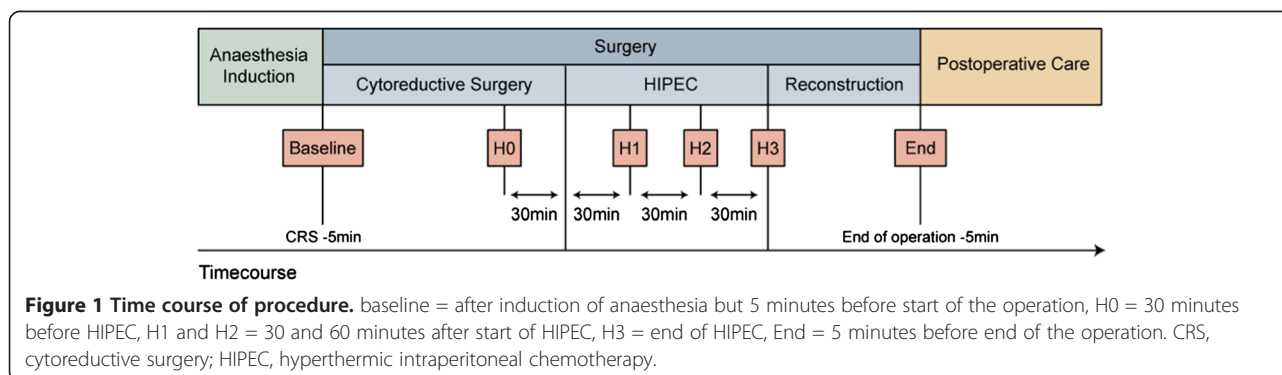 Anaesthesia
Induction
Surgery
Postoperative Care
Cytoreductive Surgery
HIPEC
Reconstruction
Baseline
H0
H1
H2
H3
End
30min
30min
30min
30min
CRS -5min
End of operation -5min
Timecourse
Figure 1 Time course of procedure. baseline = after induction of anaesthesia but 5 minutes before start of the operation, H0 = 30 minutes
before HIPEC, H1 and H2 = 30 and 60 minutes after start of HIPEC, H3 = end of HIPEC, End = 5 minutes before end of the operation. CRS,
cytoreductive surgery; HIPEC, hyperthermic intraperitoneal chemotherapy.